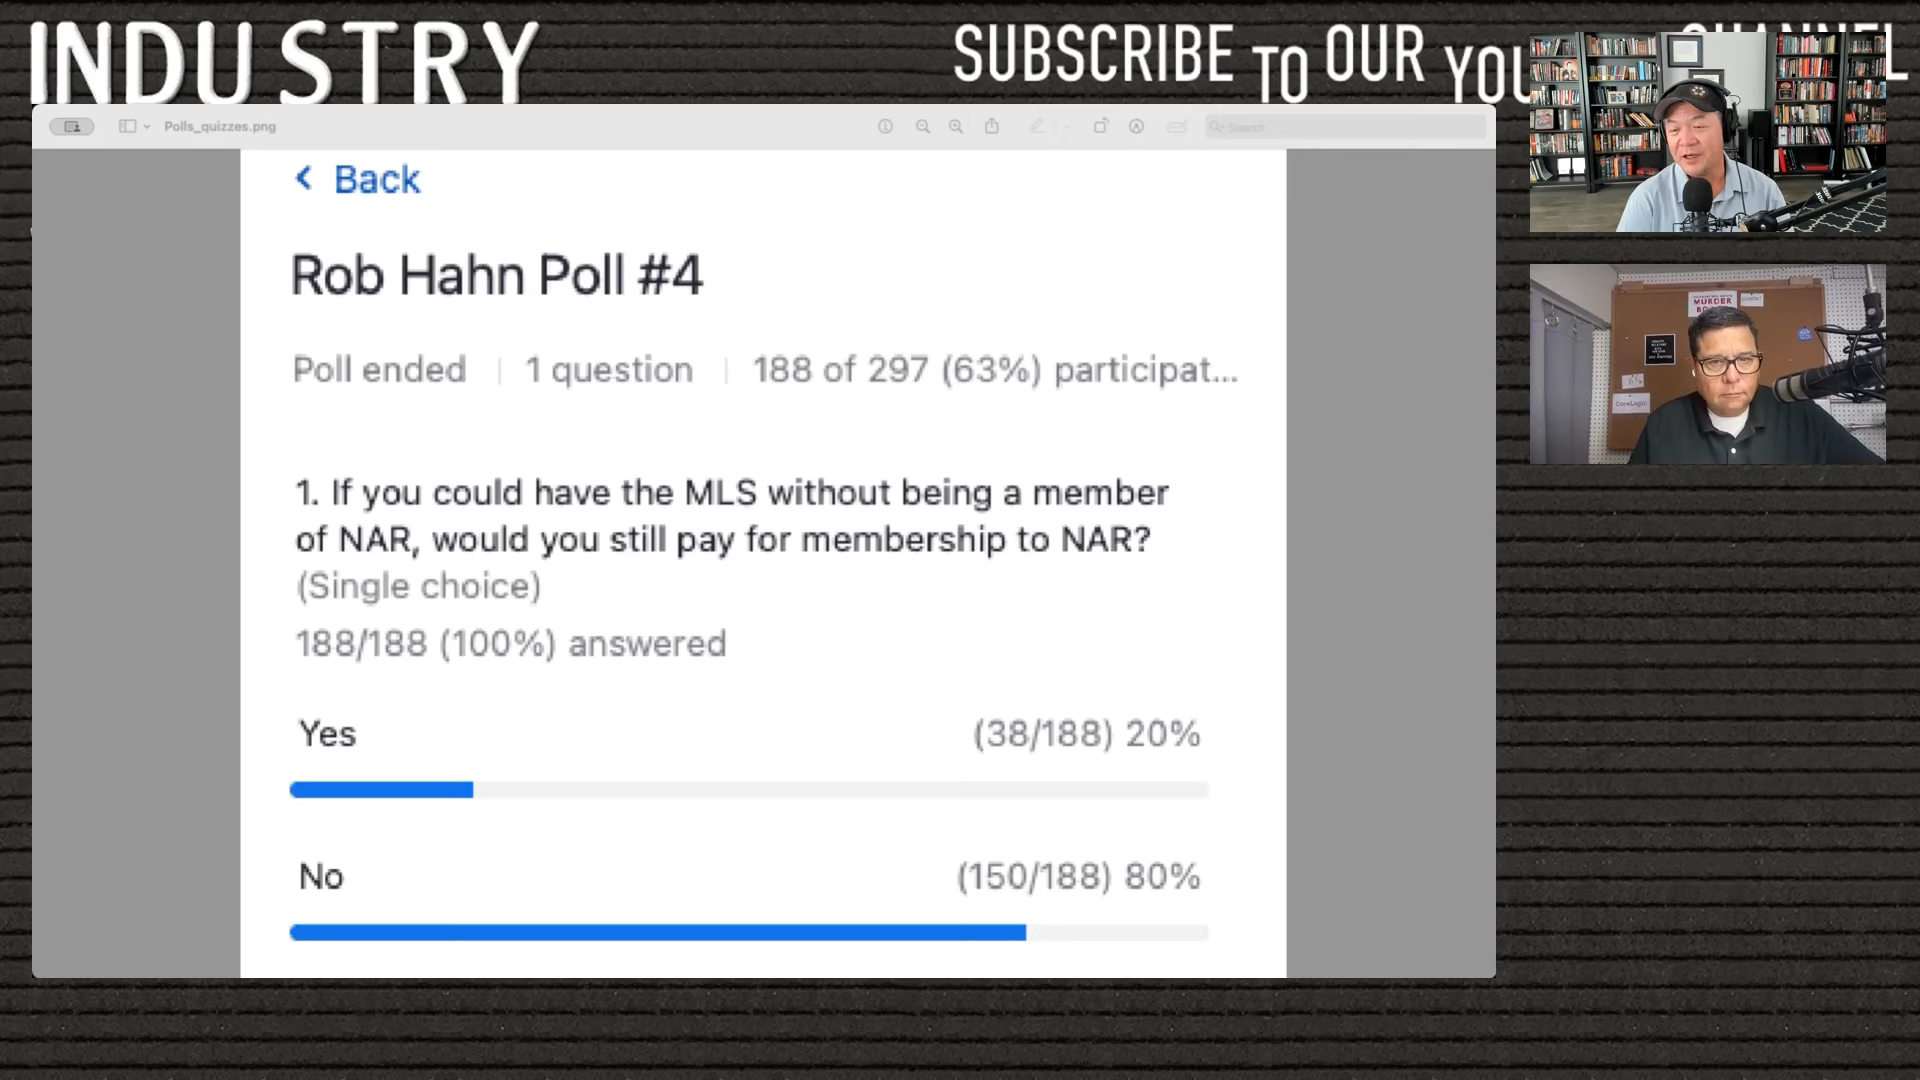 INDUSTRY
SUBSCRIBE TO OUR YOU
Polls_quizzes.png
Search
Back
Rob Hahn Poll #4
Poll ended | 1 question | 188 of 297 (63%) participat...
1. If you could have the MLS without being a member
of NAR, would you still pay for membership to NAR?
(Single choice)
188/188 (100%) answered
Yes (38/188) 20%
No (150/188) 80%
MURDER
CoreLogic